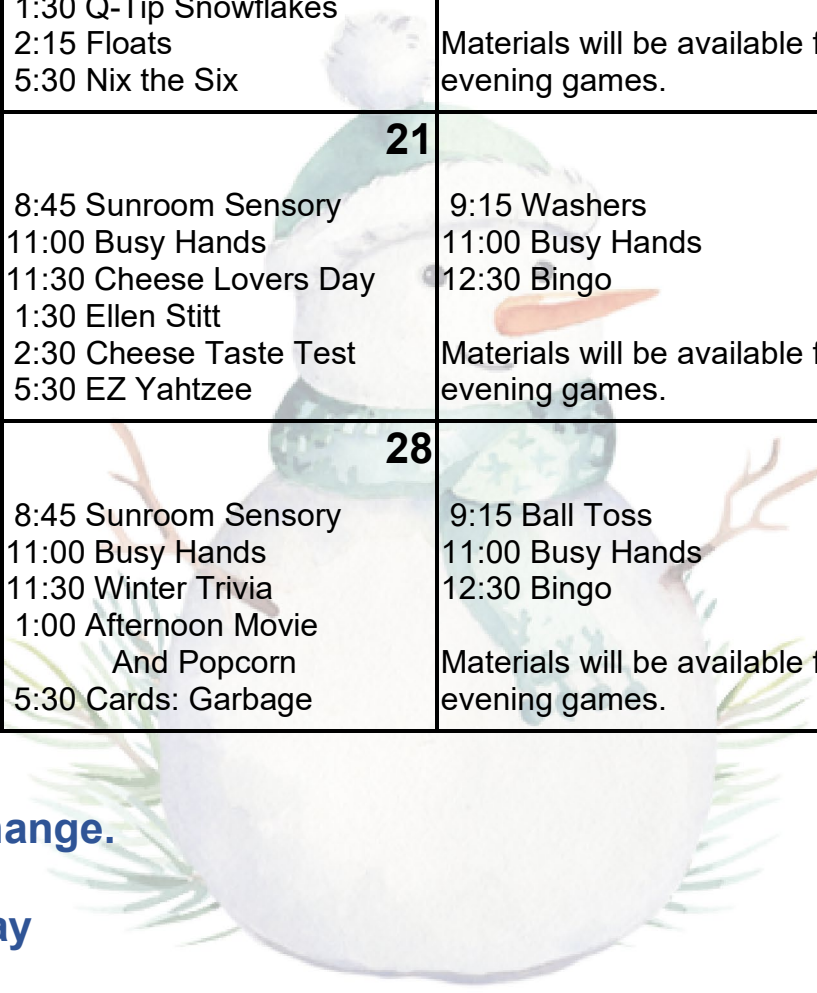 1:30 Q-Tip Snowflakes
2:15 Floats
5:30 Nix the Six
Materials will be available
evening games.
21
8:45 Sunroom Sensory
11:00 Busy Hands
11:30 Cheese Lovers Day
1:30 Ellen Stitt
2:30 Cheese Taste Test
5:30 EZ Yahtzee
9:15 Washers
11:00 Busy Hands
12:30 Bingo
Materials will be available
evening games.
28
8:45 Sunroom Sensory
11:00 Busy Hands
11:30 Winter Trivia
1:00 Afternoon Movie
And Popcorn
5:30 Cards: Garbage
9:15 Ball Toss
11:00 Busy Hands
12:30 Bingo
Materials will be available
evening games.